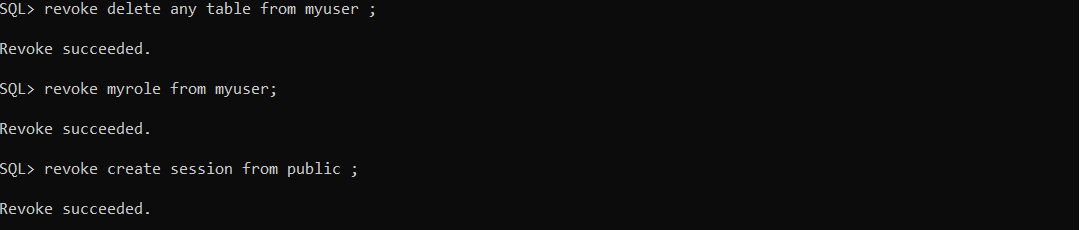 SQL> revoke delete any table from myuser ;
Revoke succeeded.
SQL> revoke myrole from myuser;
Revoke succeeded.
SQL> revoke create session from public ;
Revoke succeeded.